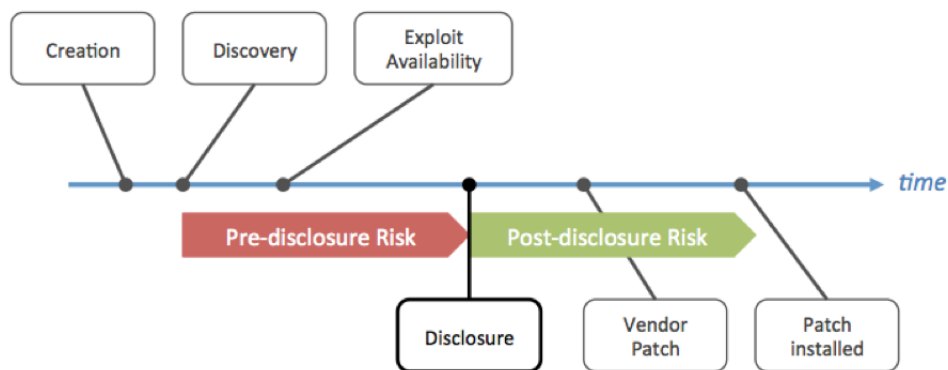 Creation
Discovery
Exploit
Availability
time
Pre-disclosure Risk
Post-disclosure Risk
Disclosure
Vendor
Patch
Patch
installed